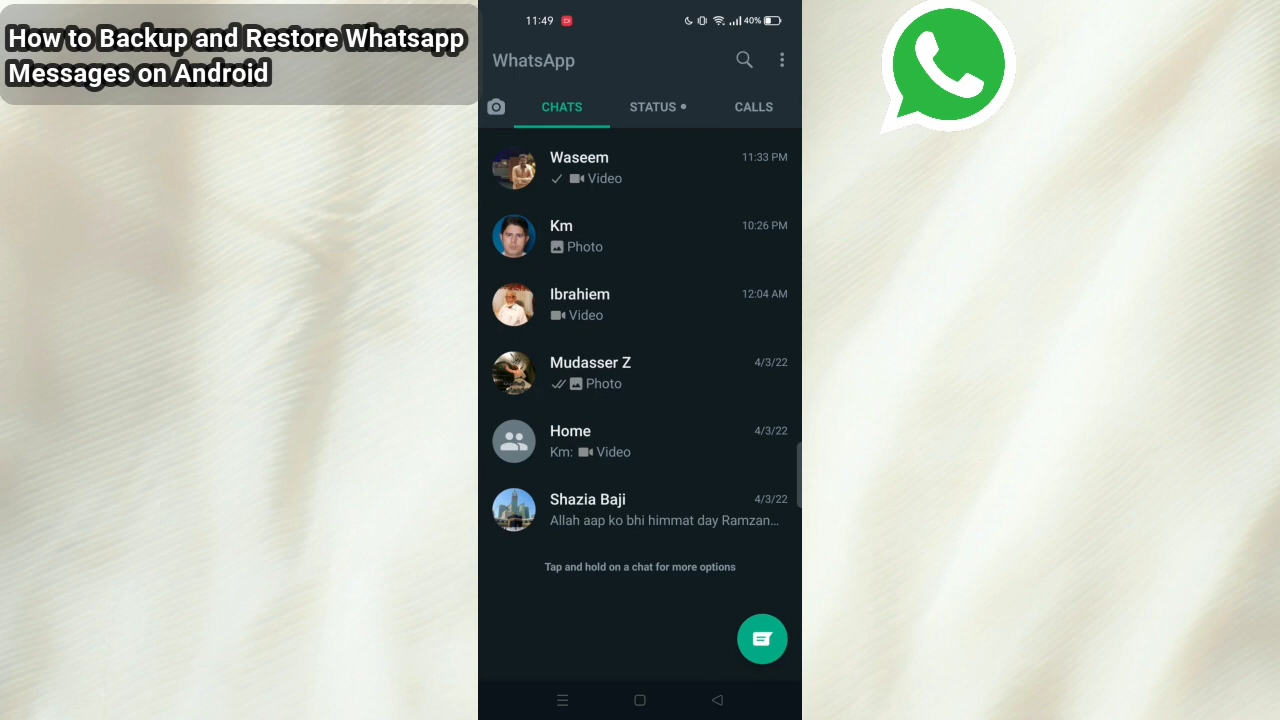 How to Backup and Restore Whatsapp
Messages on Android
11:49
40%
WhatsApp
CHATS
STATUS
CALLS
Waseem
11:33 PM
Video
Km
10:26 PM
Photo
Ibrahiem
12:04 AM
Video
Mudasser Z
4/3/22
Photo
Home
4/3/22
Km: Video
Shazia Baji
4/3/22
Allah aap ko bhi himmat day Ramzan...
Tap and hold on a chat for more options